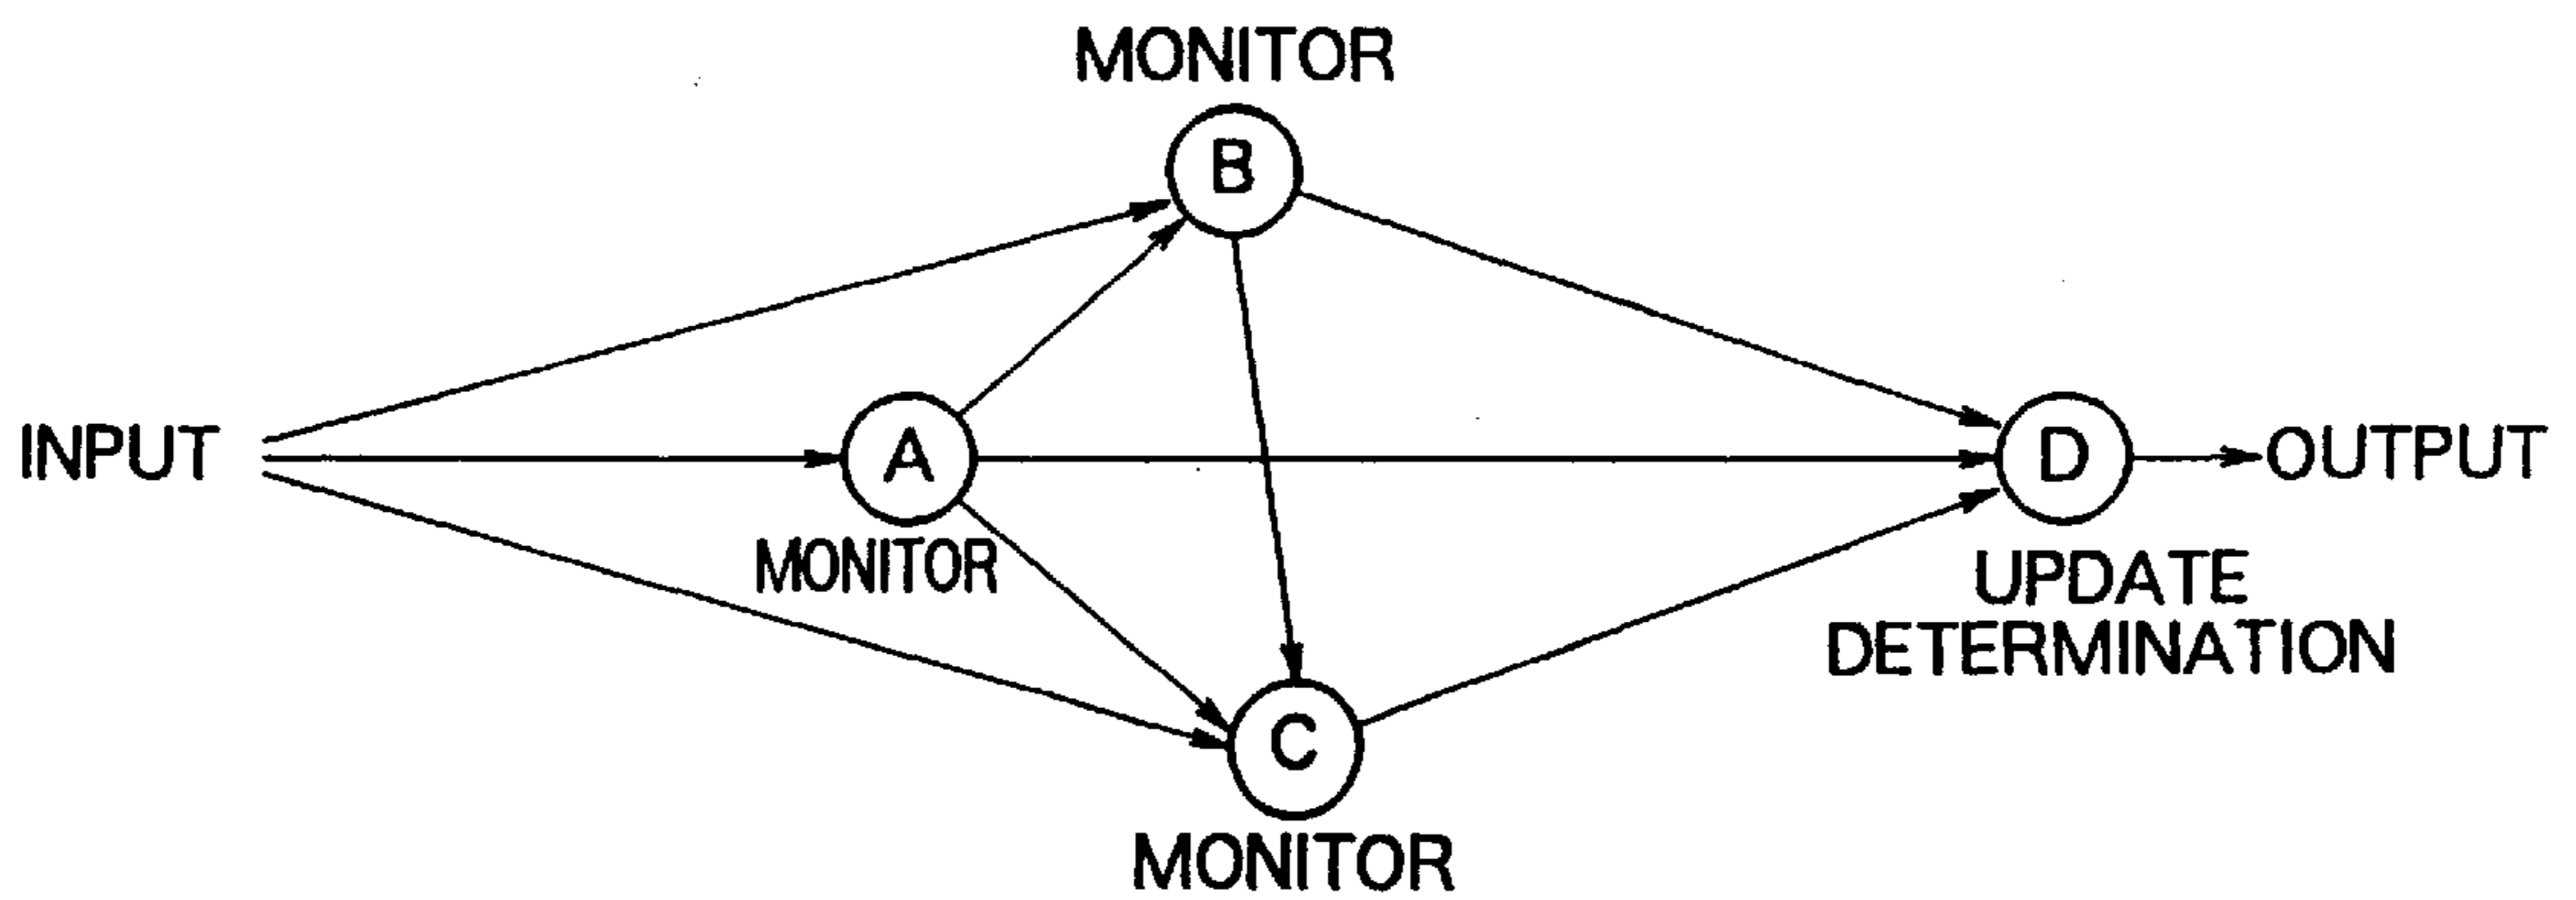 MONITOR
B
INPUT
A
MONITOR
D
OUTPUT
UPDATE
DETERMINATION
C
MONITOR